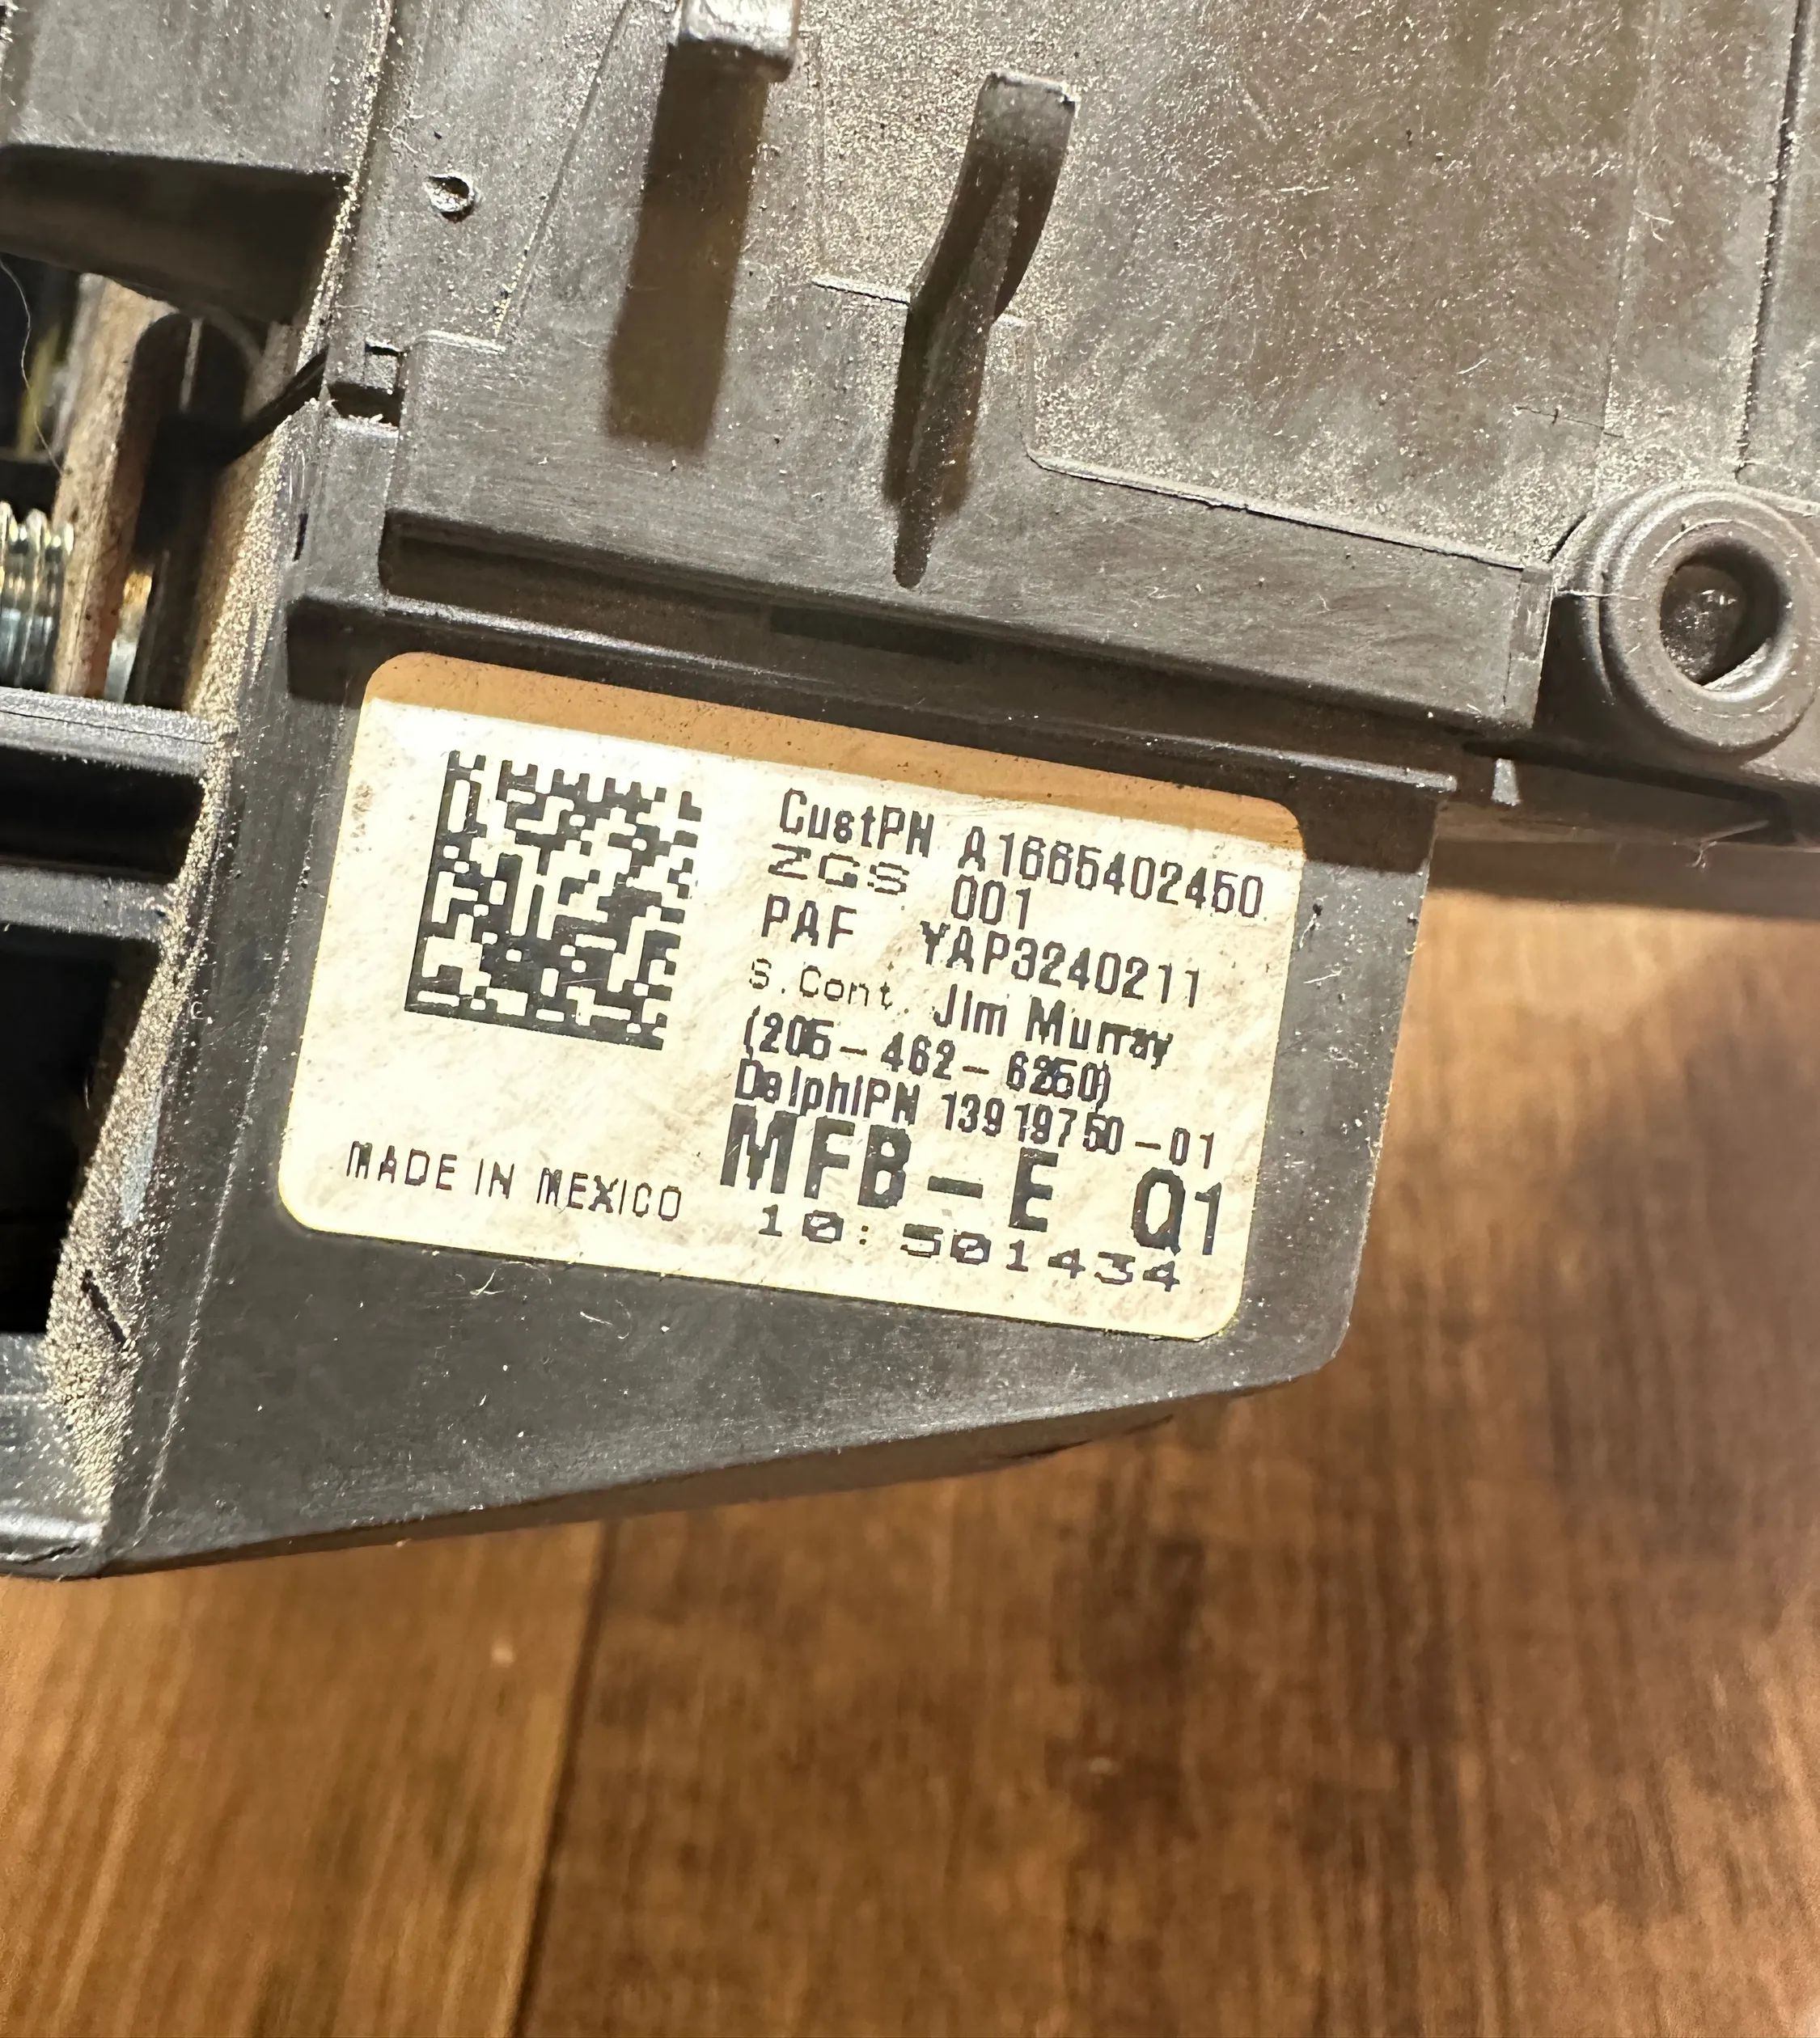 CustPN A1665402450
ZGS 001
PAF YAP3240211
S.Cont. Jim Murray
(205-462-6260)
DelphiPN 13919750-01
MFB-E Q1
10:501434
MADE IN MEXICO